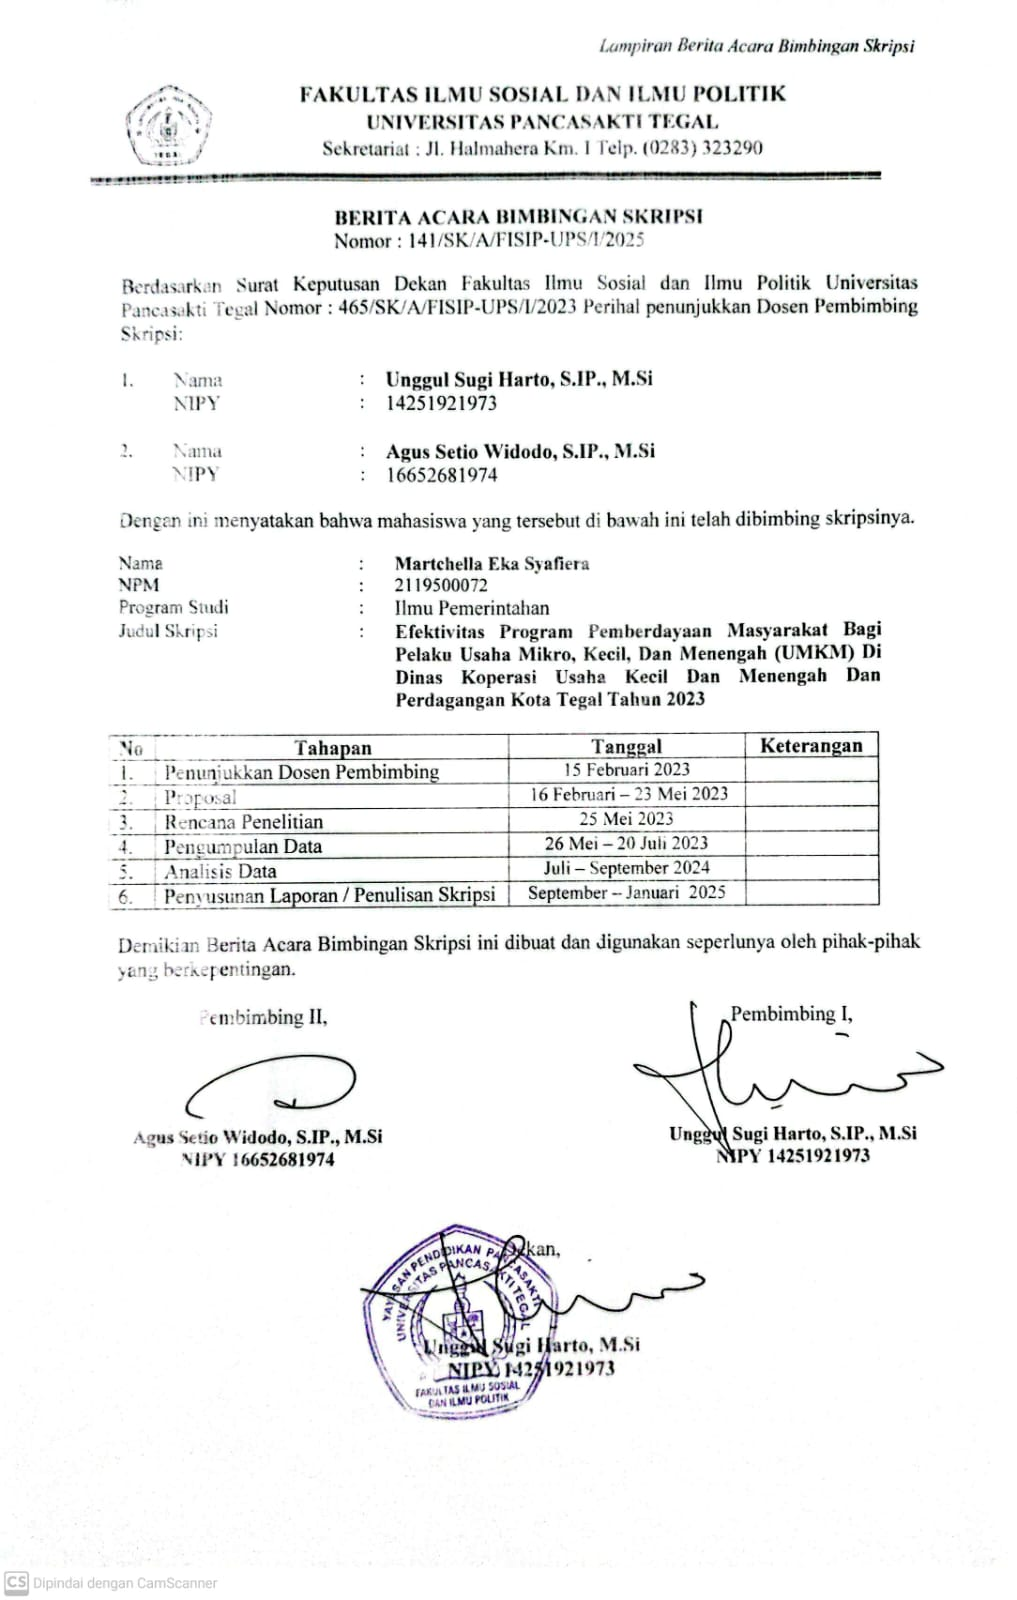 Lampiran Berita Acara Bimbingan Skripsi
FAKULTAS ILMU SOSIAL DAN ILMU POLITIK
UNIVERSITAS PANCASAKTI TEGAL
Sekretariat : Jl. Halmahera Km. 1 Telp. (0283) 323290
TEGAL
BERITA ACARA BIMBINGAN SKRIPSI
Nomor : 141/SK/A/FISIP-UPS/I/2025
Berdasarkan Surat Keputusan Dekan Fakultas Ilmu Sosial dan Ilmu Politik Universitas
Pancasakti Tegal Nomor : 465/SK/A/FISIP-UPS/I/2023 Perihal penunjukkan Dosen Pembimbing
Skripsi:
1. Nama : Unggul Sugi Harto, S.IP., M.Si
NIPY : 14251921973
2. Nama : Agus Setio Widodo, S.IP., M.Si
NIPY : 16652681974
Dengan ini menyatakan bahwa mahasiswa yang tersebut di bawah ini telah dibimbing skripsinya.
Nama : Martchella Eka Syafiera
NPM : 2119500072
Program Studi : Ilmu Pemerintahan
Judul Skripsi : Efektivitas Program Pemberdayaan Masyarakat Bagi
Pelaku Usaha Mikro, Kecil, Dan Menengah (UMKM) Di
Dinas Koperasi Usaha Kecil Dan Menengah Dan
Perdagangan Kota Tegal Tahun 2023
No Tahapan Tanggal Keterangan
1. Penunjukkan Dosen Pembimbing 15 Februari 2023
2. Proposal 16 Februari – 23 Mei 2023
3. Rencana Penelitian 25 Mei 2023
4. Pengumpulan Data 26 Mei – 20 Juli 2023
5. Analisis Data Juli – September 2024
6. Penyusunan Laporan / Penulisan Skripsi September – Januari 2025
Demikian Berita Acara Bimbingan Skripsi ini dibuat dan digunakan seperlunya oleh pihak-pihak
yang berkepentingan.
Pembimbing II, Pembimbing I,
Agus Setio Widodo, S.IP., M.Si Unggul Sugi Harto, S.IP., M.Si
NIPY 16652681974 NIPY 14251921973
Dekan,
YAYASAN PENDIDIKAN PANCASAKTI
UNIVERSITAS PANCASAKTI TEGAL
Unggul Sugi Harto, M.Si
NIPY 14251921973
FAKULTAS ILMU SOSIAL
DAN ILMU POLITIK
CS Dipindai dengan CamScanner